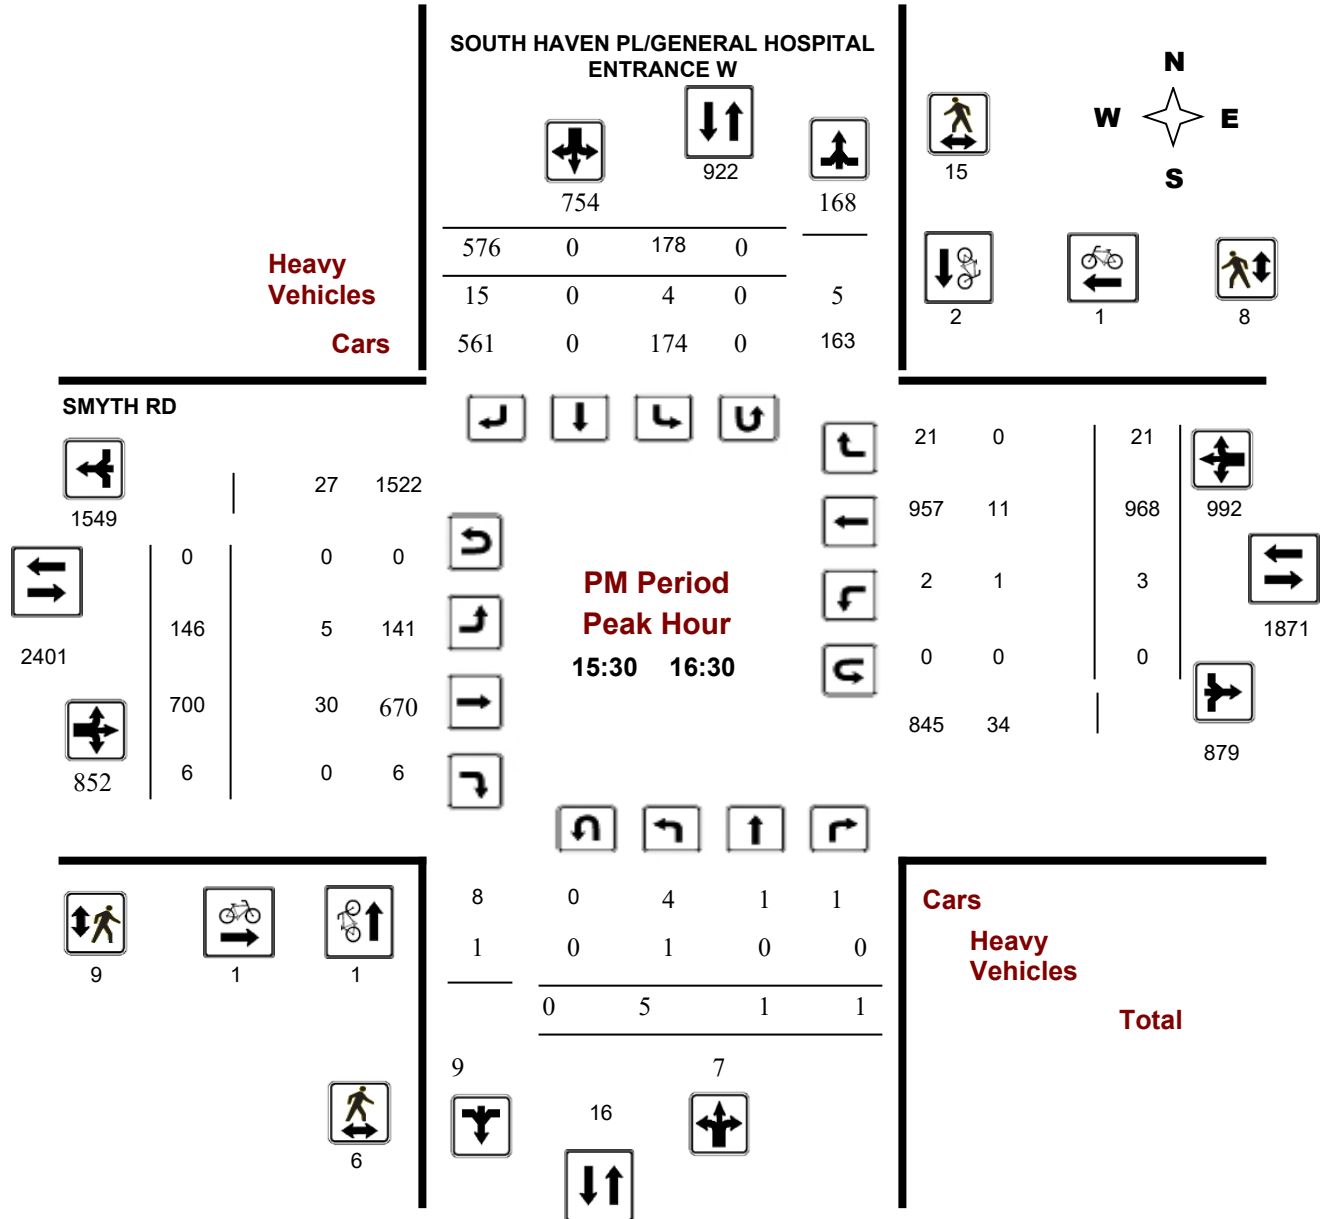 SOUTH HAVEN PL/GENERAL HOSPITAL
ENTRANCE W
N
W E
S
922
15
754
168
576 0 178 0
Heavy
Vehicles
15 0 4 0 5
2 1 8
Cars
561 0 174 0 163
SMYTH RD
21 0 21
27 1522
1549
957 11 968 992
0 0 0
PM Period
Peak Hour
15:30 16:30
2 1 3
1871
146 5 141
2401
0 0 0
700 30 670
845 34
879
852
6 0 6
8 0 4 1 1
Cars
1 0 1 0 0
Heavy
Vehicles
9 1 1
0 5 1 1
Total
9 7
16
6